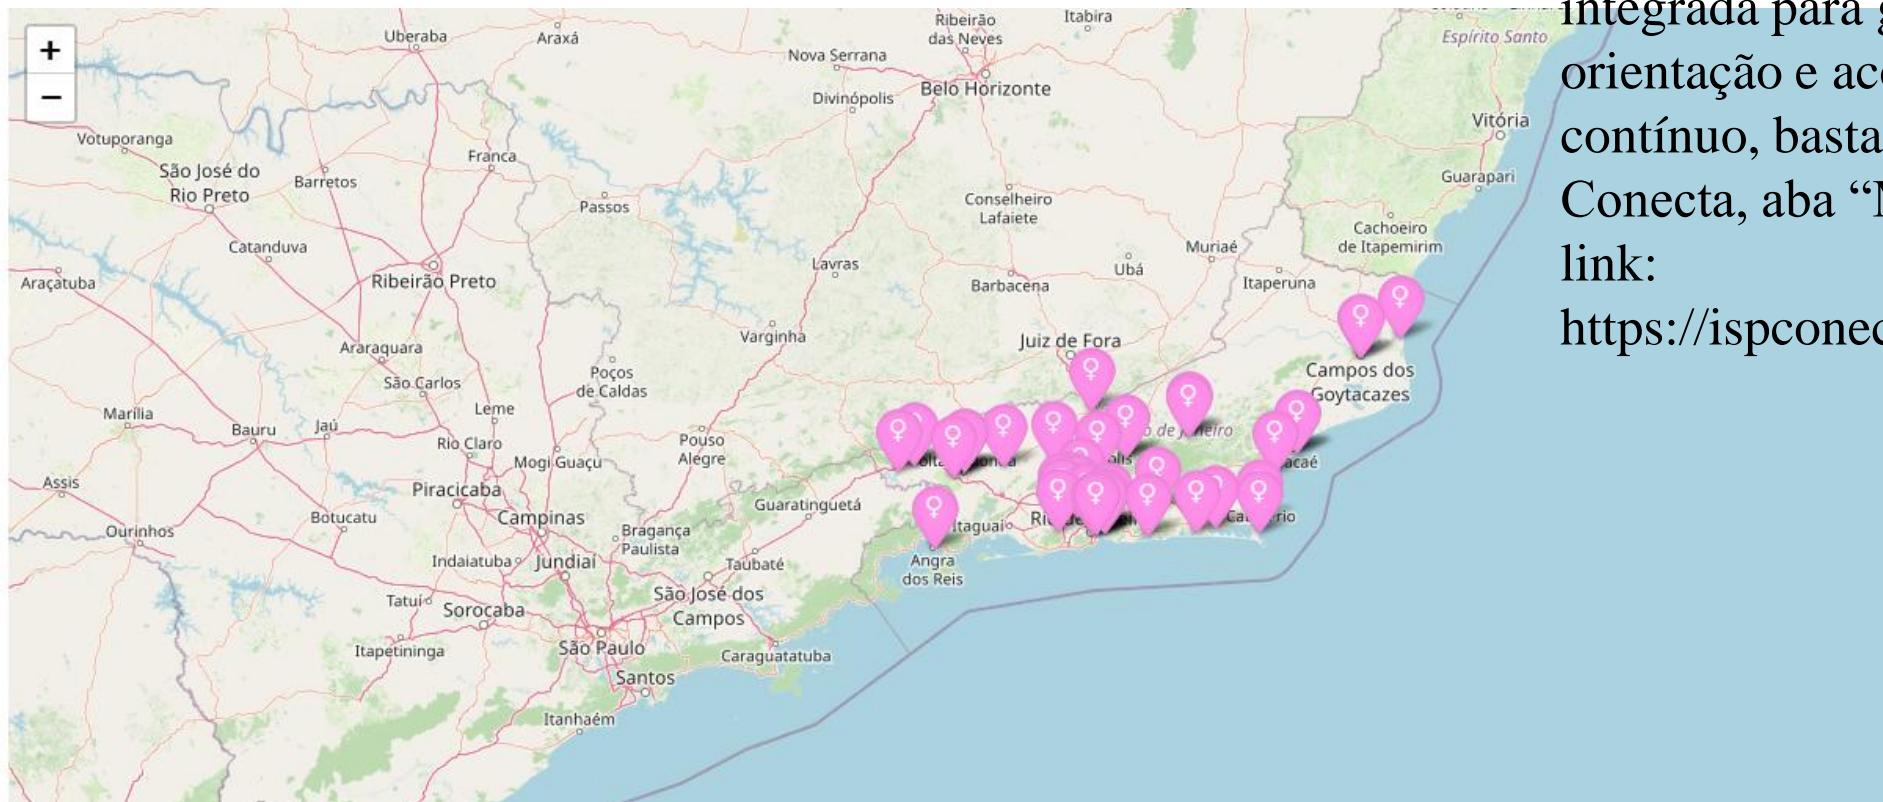 integrada para
orientação e
contínuo, basta
Conecta, aba
link:
+
−
Uberaba
Araxá
Ribeirão
das Neves
Itabira
Espírito Santo
Nova Serrana
Belo Horizonte
Divinópolis
Vitória
Votuporanga
São José do
Rio Preto
Barretos
Franca
Passos
Conselheiro
Lafaiete
Guarapari
Catanduva
Cachoeiro
de Itapemirim
Araçatuba
Ribeirão Preto
Lavras
Barbacena
Ubá
Muriaé
Itaperuna
Araraquara
Varginha
Juiz de Fora
São Carlos
Poços
de Caldas
Campos dos
Goytacazes
Marília
Bauru
Jaú
Leme
Rio Claro
Mogi Guaçu
Pouso
Alegre
Assis
Piracicaba
Ourinhos
Botucatu
Campinas
Bragança
Paulista
Guaratinguetá
Itaguaí
Indaiatuba
Jundiaí
Taubaté
Angra
dos Reis
Tatuí
Sorocaba
São José dos
Campos
Itapetininga
São Paulo
Caraguatatuba
Santos
Itanhaém